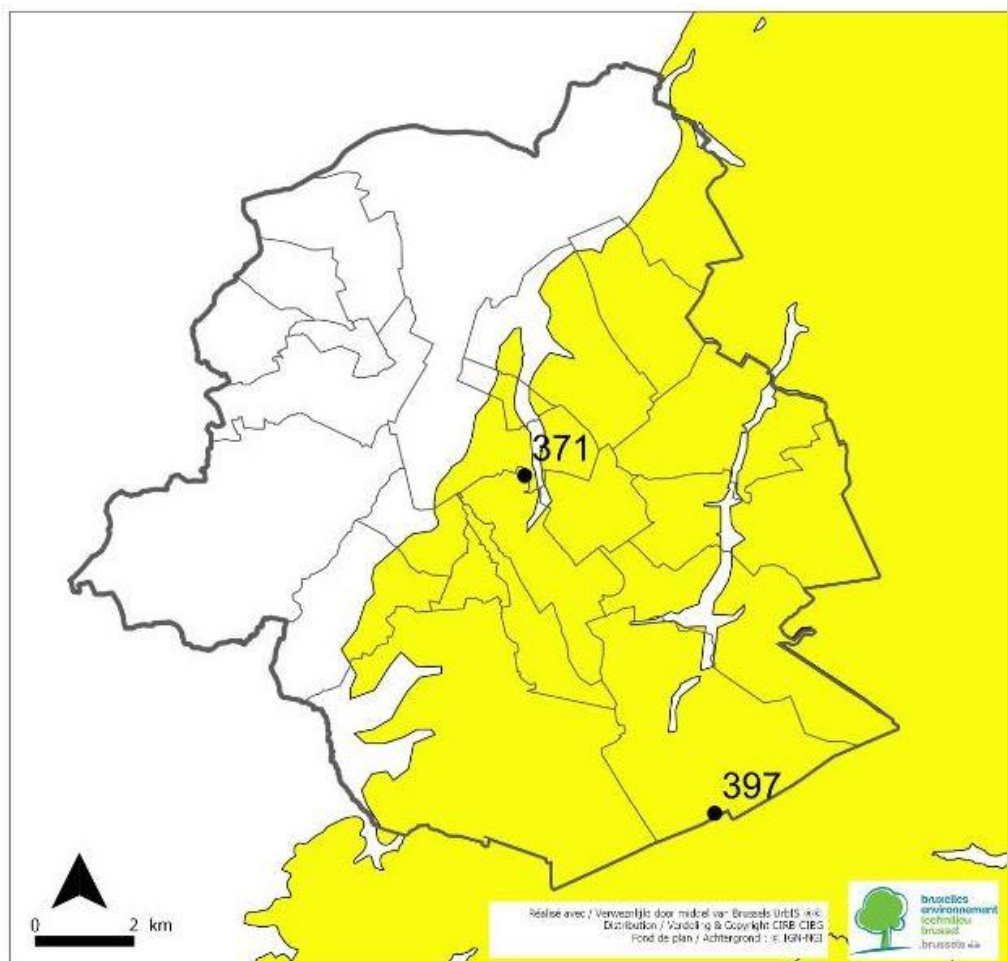 371
397
0 2 km
Réalisé avec / Verwezenlijkt door middel van Brussels UrbIS
Distribution / Verdeling & Copyright CIRB CIBG
Fond de plan / Achtergrond : © IGN-NGI
bruxelles
environnement
leefmilieu
brussel
.brussels